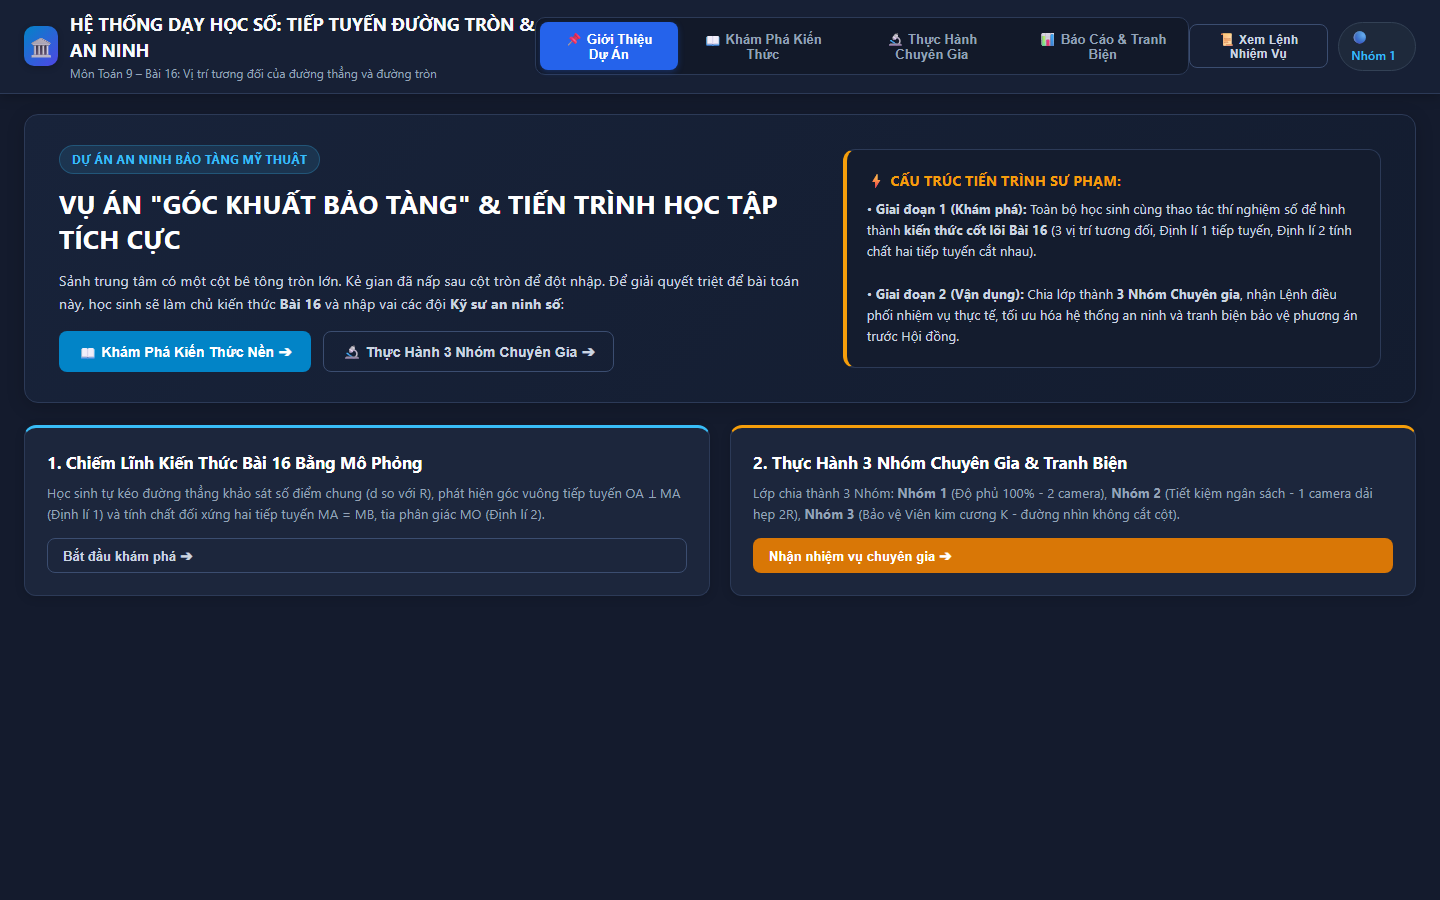 HỆ THỐNG DẠY HỌC SỐ: TIẾP TUYẾN ĐƯỜNG TRÒN &
AN NINH
Môn Toán 9 – Bài 16: Vị trí tương đối của đường thẳng và đường tròn
Giới Thiệu
Dự Án
Khám Phá Kiến
Thức
Thực Hành
Chuyên Gia
Báo Cáo & Tranh
Biện
Xem Lệnh
Nhiệm Vụ
Nhóm 1
DỰ ÁN AN NINH BẢO TÀNG MỸ THUẬT
VỤ ÁN "GÓC KHUẤT BẢO TÀNG" & TIẾN TRÌNH HỌC TẬP
TÍCH CỰC
Sảnh trung tâm có một cột bê tông tròn lớn. Kẻ gian đã nấp sau cột tròn để đột nhập. Để giải quyết triệt để bài toán
này, học sinh sẽ làm chủ kiến thức Bài 16 và nhập vai các đội Kỹ sư an ninh số:
Khám Phá Kiến Thức Nền ➔
Thực Hành 3 Nhóm Chuyên Gia ➔
CẤU TRÚC TIẾN TRÌNH SƯ PHẠM:
• Giai đoạn 1 (Khám phá): Toàn bộ học sinh cùng thao tác thí nghiệm số để hình
thành kiến thức cốt lõi Bài 16 (3 vị trí tương đối, Định lí 1 tiếp tuyến, Định lí 2 tính
chất hai tiếp tuyến cắt nhau).
• Giai đoạn 2 (Vận dụng): Chia lớp thành 3 Nhóm Chuyên gia, nhận Lệnh điều
phối nhiệm vụ thực tế, tối ưu hóa hệ thống an ninh và tranh biện bảo vệ phương án
trước Hội đồng.
1. Chiếm Lĩnh Kiến Thức Bài 16 Bằng Mô Phỏng
Học sinh tự kéo đường thẳng khảo sát số điểm chung (d so với R), phát hiện góc vuông tiếp tuyến OA ⊥ MA
(Định lí 1) và tính chất đối xứng hai tiếp tuyến MA = MB, tia phân giác MO (Định lí 2).
Bắt đầu khám phá ➔
2. Thực Hành 3 Nhóm Chuyên Gia & Tranh Biện
Lớp chia thành 3 Nhóm: Nhóm 1 (Độ phủ 100% - 2 camera), Nhóm 2 (Tiết kiệm ngân sách - 1 camera dải
hẹp 2R), Nhóm 3 (Bảo vệ Viên kim cương K - đường nhìn không cắt cột).
Nhận nhiệm vụ chuyên gia ➔